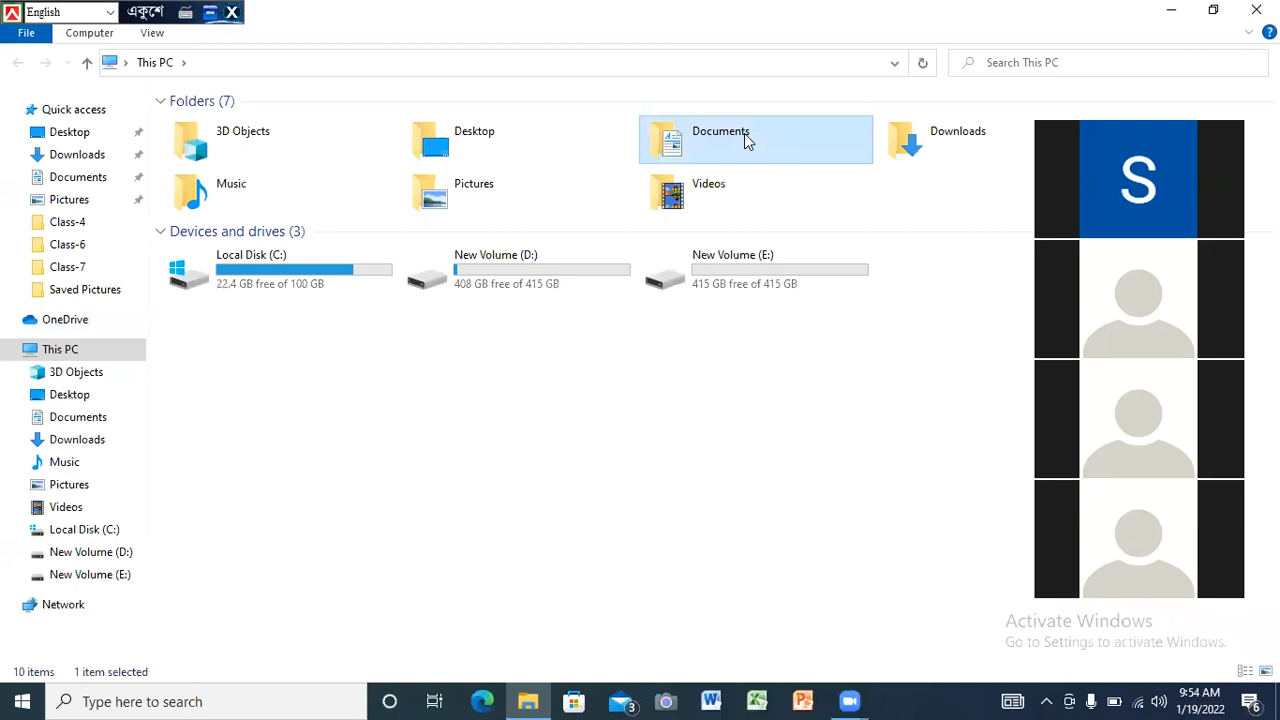 English একুশে
File Computer View
This PC Search This PC
Quick access
Desktop
Downloads
Documents
Pictures
Class-4
Class-6
Class-7
Saved Pictures
OneDrive
This PC
3D Objects
Desktop
Documents
Downloads
Music
Pictures
Videos
Local Disk (C:)
New Volume (D:)
New Volume (E:)
Network
Folders (7)
3D Objects Desktop Documents Downloads
Music Pictures Videos
Devices and drives (3)
Local Disk (C:) New Volume (D:) New Volume (E:)
22.4 GB free of 100 GB 408 GB free of 415 GB 415 GB free of 415 GB
S
Activate Windows
Go to Settings to activate Windows.
10 items 1 item selected
Type here to search
3
9:54 AM
1/19/2022
6